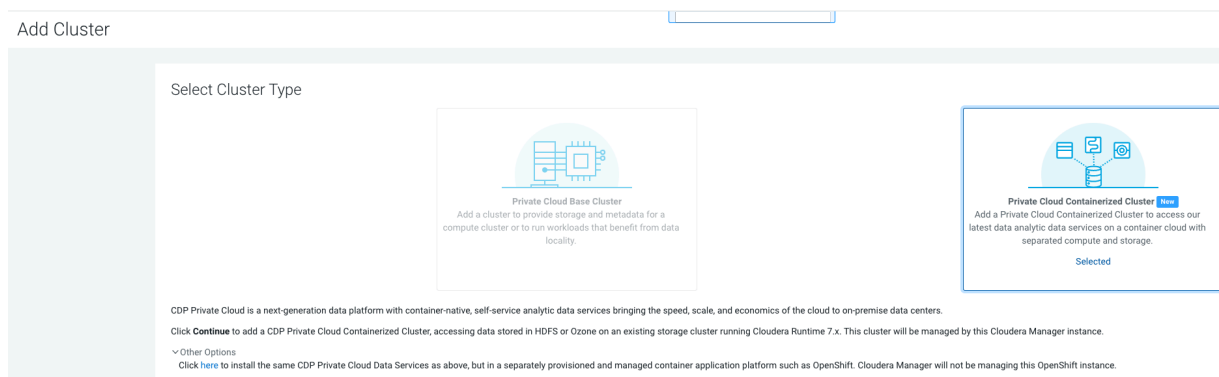 Add Cluster
Select Cluster Type
Private Cloud Base Cluster
Add a cluster to provide storage and metadata for a
compute cluster or to run workloads that benefit from data
locality.
Private Cloud Containerized Cluster New
Add a Private Cloud Containerized Cluster to access our
latest data analytic data services on a container cloud with
separated compute and storage.
Selected
CDP Private Cloud is a next-generation data platform with container-native, self-service analytic data services bringing the speed, scale, and economics of the cloud to on-premise data centers.
Click Continue to add a CDP Private Cloud Containerized Cluster, accessing data stored in HDFS or Ozone on an existing storage cluster running Cloudera Runtime 7.x. This cluster will be managed by this Cloudera Manager instance.
Other Options
Click here to install the same CDP Private Cloud Data Services as above, but in a separately provisioned and managed container application platform such as OpenShift. Cloudera Manager will not be managing this OpenShift instance.